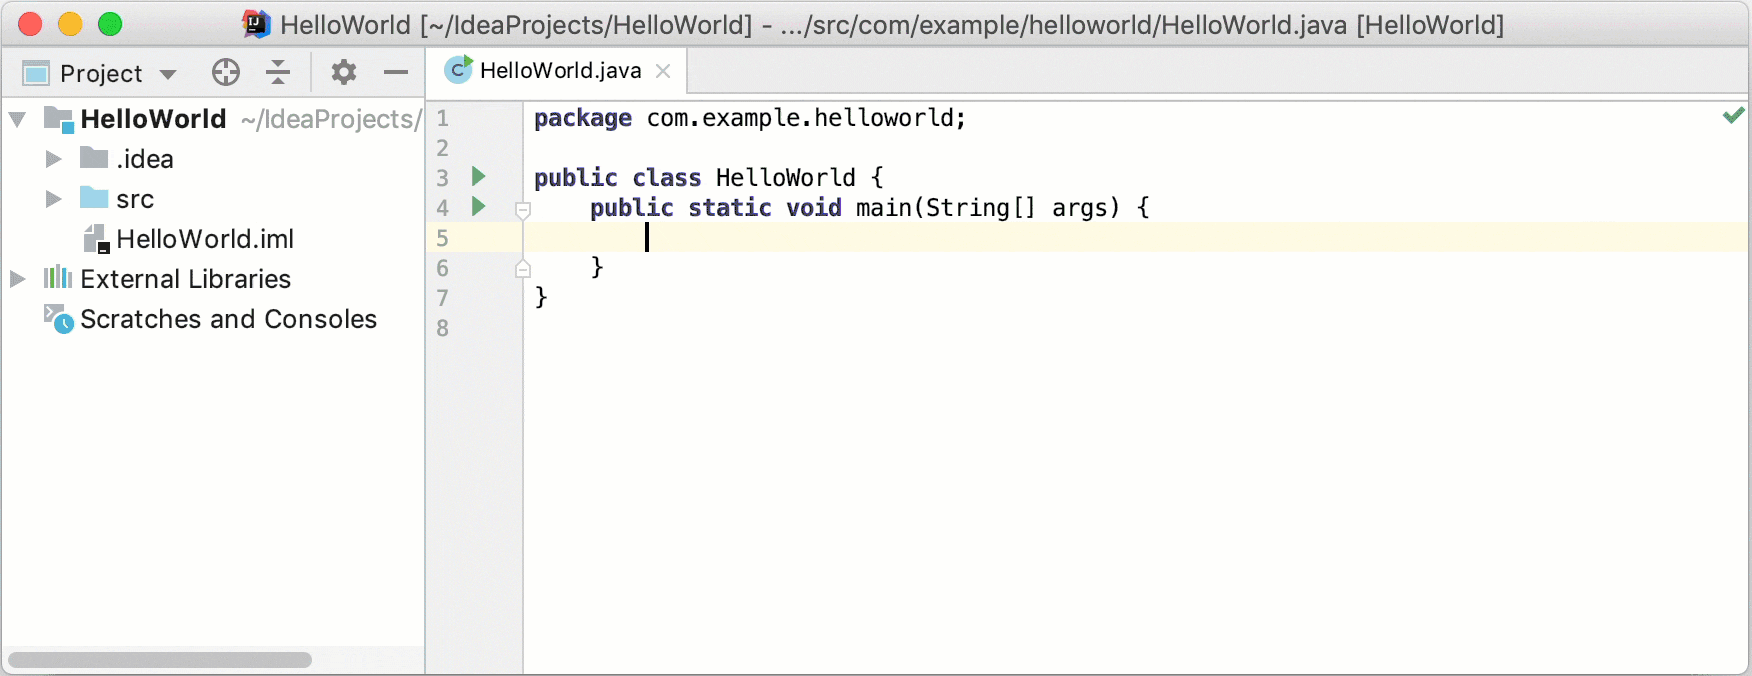 HelloWorld [~/IdeaProjects/HelloWorld] - .../src/com/example/helloworld/HelloWorld.java [HelloWorld]
Project
HelloWorld.java
HelloWorld ~/IdeaProjects/
.idea
src
HelloWorld.iml
External Libraries
Scratches and Consoles
1 package com.example.helloworld;
2
3 public class HelloWorld {
4     public static void main(String[] args) {
5
6     }
7 }
8